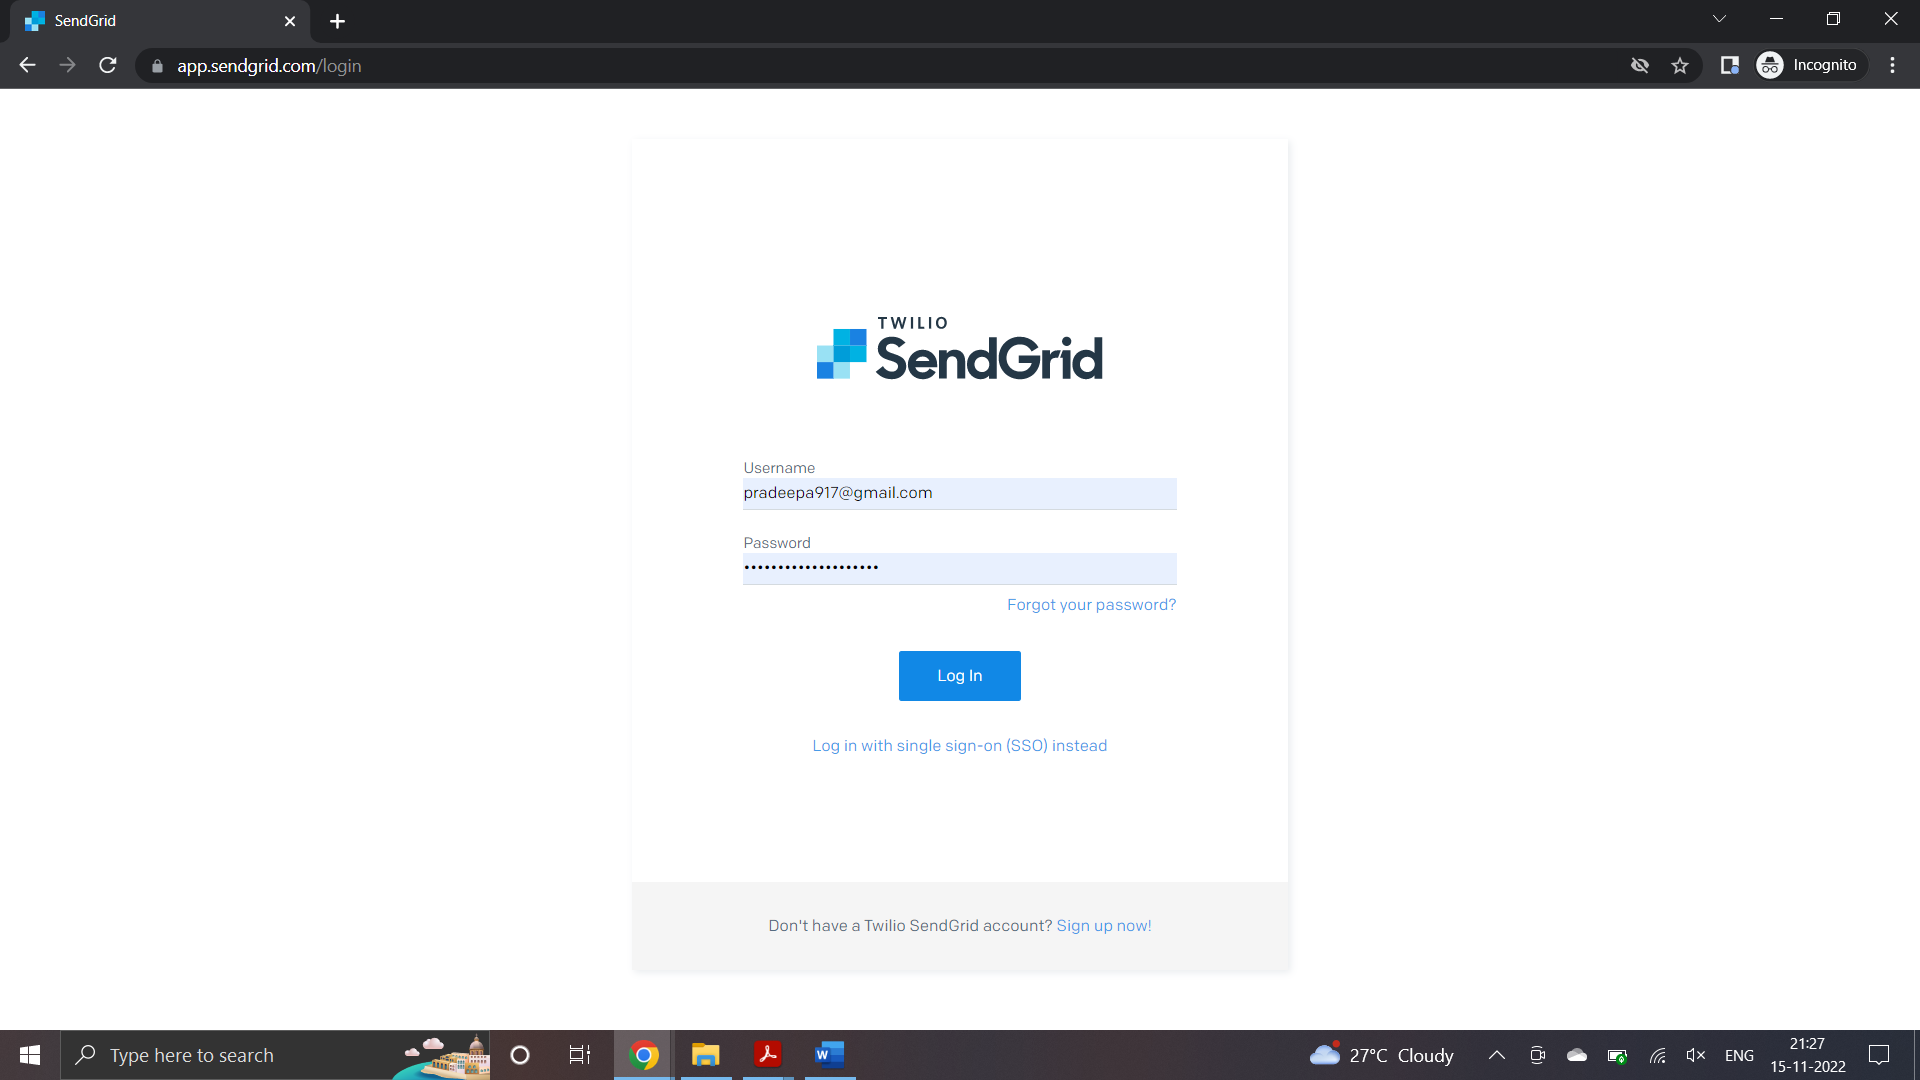 SendGrid
app.sendgrid.com/login
Incognito
TWILIO
SendGrid
Username
pradeepa917@gmail.com
Password
••••••••••••••••••••
Forgot your password?
Log In
Log in with single sign-on (SSO) instead
Don't have a Twilio SendGrid account? Sign up now!
Type here to search
W
27°C Cloudy
ENG
21:27
15-11-2022